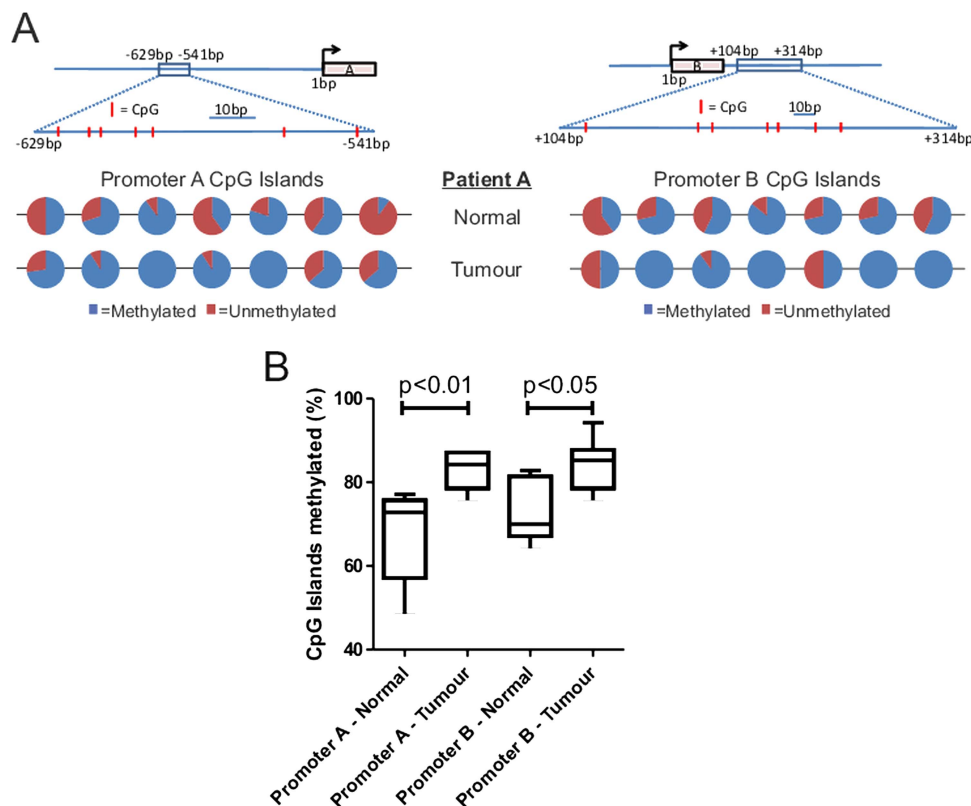 A
-629bp -541bp
A
1bp
= CpG
10bp
-629bp
-541bp
+104bp
+314bp
B
1bp
= CpG
10bp
+104bp
+314bp
Promoter A CpG Islands
Patient A
Promoter B CpG Islands
Normal
Tumour
=Methylated =Unmethylated
=Methylated =Unmethylated
B
CpG Islands methylated (%)
100
80
60
40
p<0.01
p<0.05
Promoter A - Normal
Promoter A - Tumour
Promoter B - Normal
Promoter B - Tumour